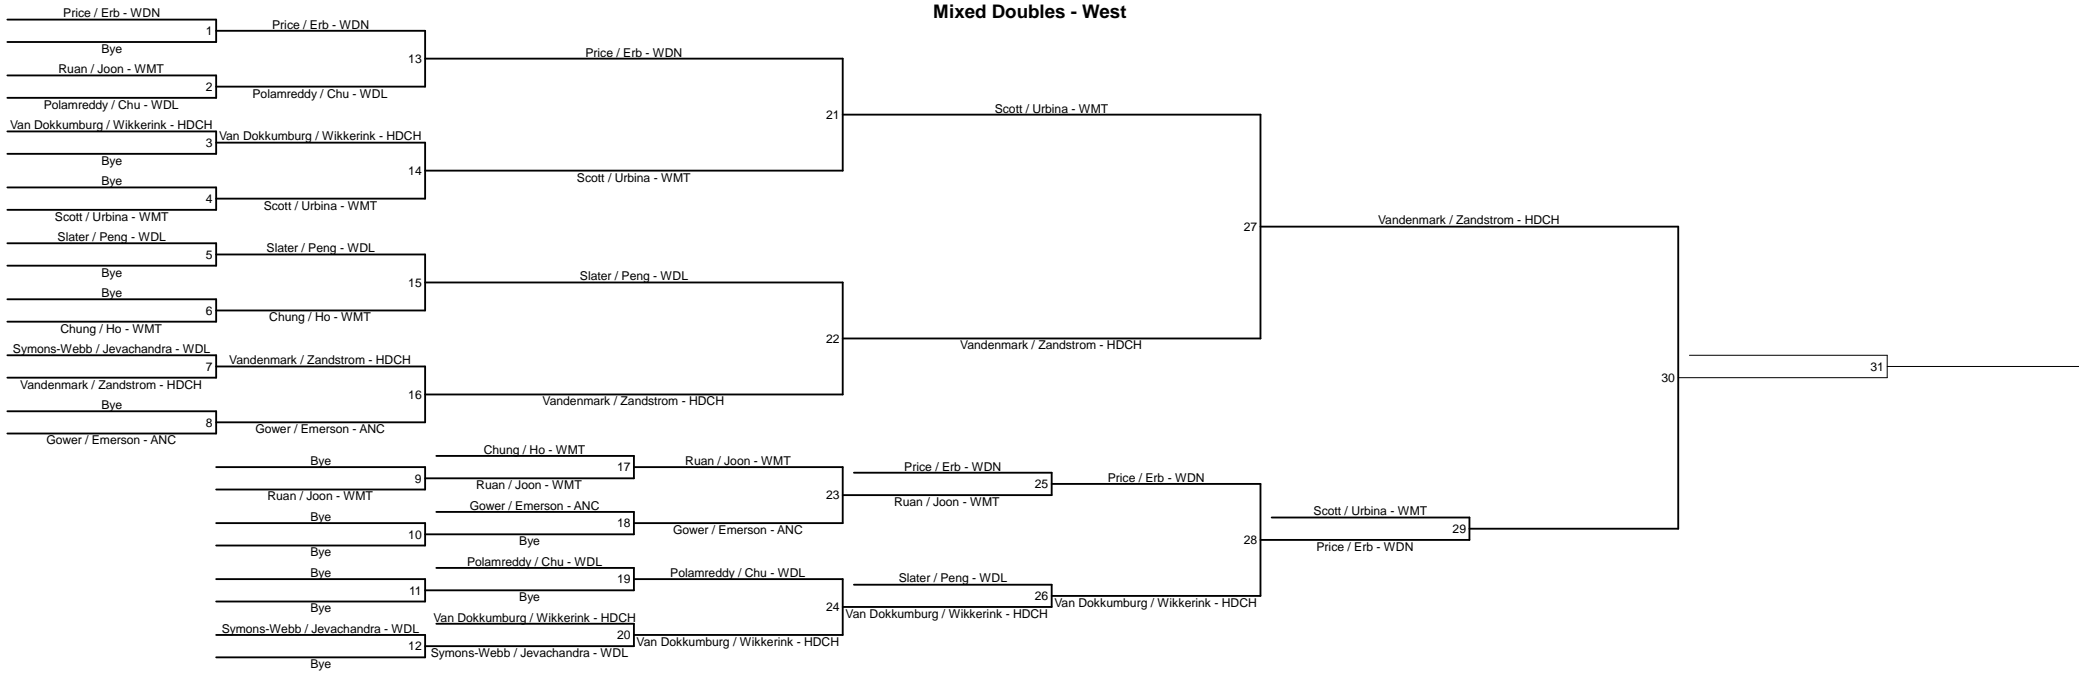 Mixed Doubles - West
Price / Erb - WDN
1
Bye
Ruan / Joon - WMT
2
Polamreddy / Chu - WDL
Van Dokkumburg / Wikkerink - HDCH
3
Bye
Bye
4
Scott / Urbina - WMT
Slater / Peng - WDL
5
Bye
Bye
6
Chung / Ho - WMT
Symons-Webb / Jevachandra - WDL
7
Vandenmark / Zandstrom - HDCH
Bye
8
Gower / Emerson - ANC
Price / Erb - WDN
13
Polamreddy / Chu - WDL
Van Dokkumburg / Wikkerink - HDCH
14
Scott / Urbina - WMT
Slater / Peng - WDL
15
Chung / Ho - WMT
Vandenmark / Zandstrom - HDCH
16
Gower / Emerson - ANC
Bye
9
Ruan / Joon - WMT
Bye
10
Bye
Bye
11
Bye
Symons-Webb / Jevachandra - WDL
12
Bye
Price / Erb - WDN
21
Scott / Urbina - WMT
Slater / Peng - WDL
22
Vandenmark / Zandstrom - HDCH
Chung / Ho - WMT
17
Ruan / Joon - WMT
Gower / Emerson - ANC
18
Bye
Polamreddy / Chu - WDL
19
Bye
Van Dokkumburg / Wikkerink - HDCH
20
Symons-Webb / Jevachandra - WDL
Ruan / Joon - WMT
23
Gower / Emerson - ANC
Polamreddy / Chu - WDL
24
Van Dokkumburg / Wikkerink - HDCH
Scott / Urbina - WMT
27
Vandenmark / Zandstrom - HDCH
Price / Erb - WDN
25
Ruan / Joon - WMT
Slater / Peng - WDL
26
Van Dokkumburg / Wikkerink - HDCH
Price / Erb - WDN
28
Van Dokkumburg / Wikkerink - HDCH
Vandenmark / Zandstrom - HDCH
30
Scott / Urbina - WMT
29
Price / Erb - WDN
31